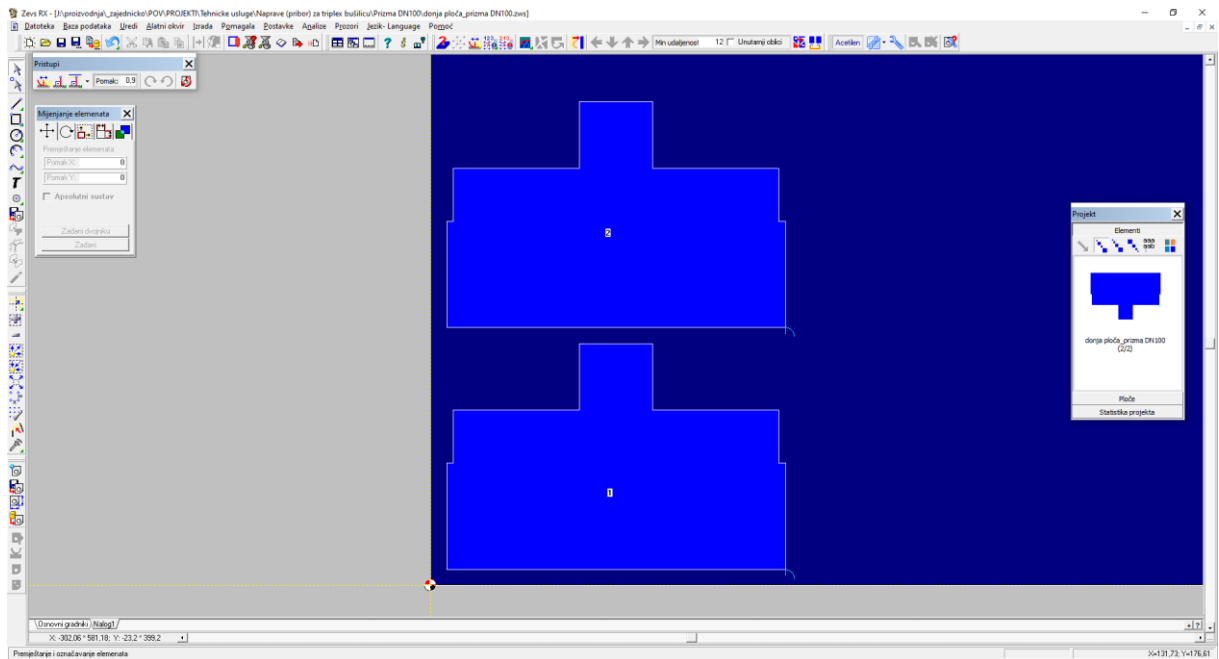 Zevs RX - [J:\proizvodnja\_zajednicko\POV\PROJEKTI\Tehnicke usluge\Naprave (pribor) za triplex bušilicu\Prizma DN100\donja ploča_prizma DN100.zws]
Datoteka Baza podataka Uredi Alatni okvir Izrada Pomagala Postavke Analize Prozori Jezik- Language Pomoć
Min udaljenost 12 Unutarnji oblici Acetilen
Pristupi
Pomak: 0,9
Mijenjanje elemenata
Premještanje elemenata
Pomak X: 0
Pomak Y: 0
Apsolutni sustav
Zadani dvojniku
Zadani
2
1
Projekt
Elementi
donja ploča_prizma DN100
(2/2)
Ploče
Statistika projekta
Osnovni gradniki Nalog1
X: -302,06 * 581,18; Y: -23,2 * 399,2
Premještanje i označavanje elemenata
X=131,73; Y=176,61